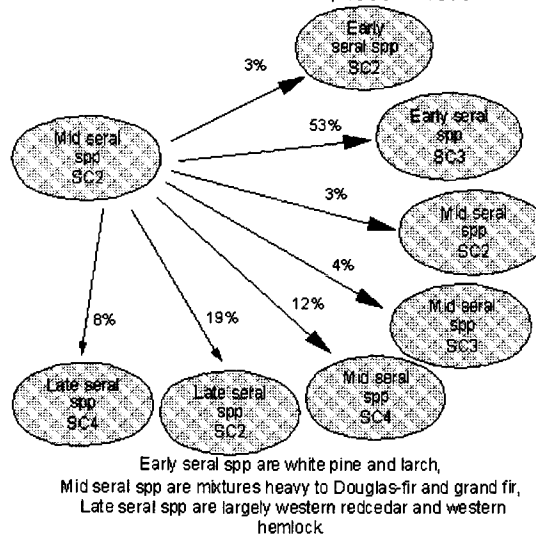 Early
seral spp
SC2
3%
Early seral
spp
SC3
53%
Mid seral
spp
SC2
3%
Mid seral
spp
SC2
4%
Mid seral
spp
SC3
12%
Mid seral
spp
SC4
19%
Late seral
spp
SC2
8%
Late seral
spp
SC4
Early seral spp are white pine and larch,
Mid seral spp are mixtures heavy to Douglas-fir and grand fir,
Late seral spp are largely western redcedar and western
hemlock